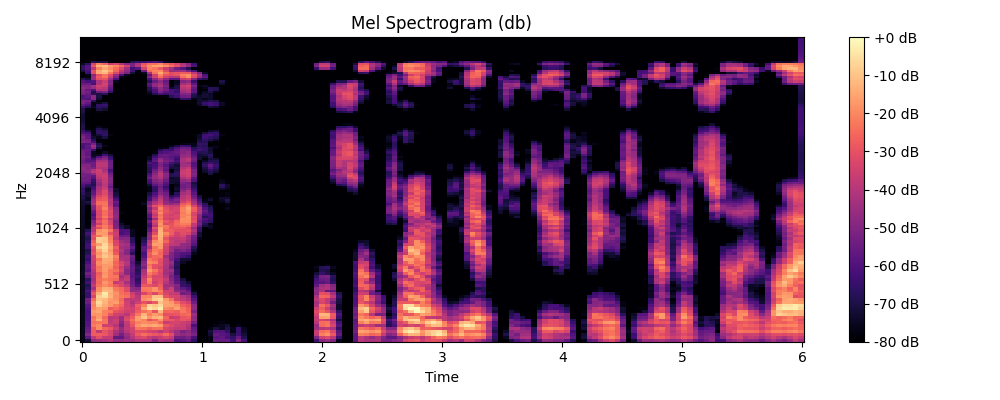 Mel Spectrogram (db)
Hz
8192
4096
2048
1024
512
0
0 1 2 3 4 5 6
Time
+0 dB
-10 dB
-20 dB
-30 dB
-40 dB
-50 dB
-60 dB
-70 dB
-80 dB